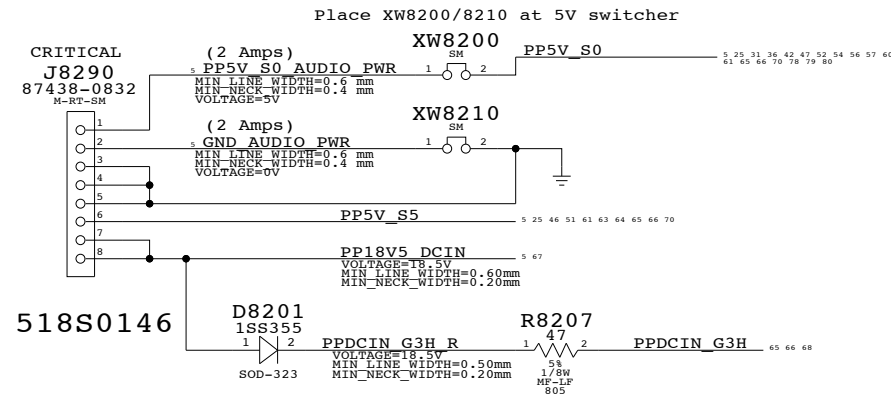 Place XW8200/8210 at 5V switcher
CRITICAL
J8290
87438-0832
M-RT-SM
1
2
3
4
5
6
7
8
518S0146
(2 Amps)
5 PP5V_S0_AUDIO_PWR
MIN_LINE_WIDTH=0.6 mm
MIN_NECK_WIDTH=0.4 mm
VOLTAGE=5V
XW8200
SM
1 2
PP5V_S0
5 25 31 36 42 47 52 54 56 57 60
61 65 66 70 78 79 80
(2 Amps)
5 GND_AUDIO_PWR
MIN_LINE_WIDTH=0.6 mm
MIN_NECK_WIDTH=0.4 mm
VOLTAGE=0V
XW8210
SM
1 2
PP5V_S5
5 25 46 51 61 63 64 65 66 70
PP18V5_DCIN
5 67
VOLTAGE=18.5V
MIN_LINE_WIDTH=0.60mm
MIN_NECK_WIDTH=0.20mm
D8201
1SS355
1 2
SOD-323
PPDCIN_G3H_R
VOLTAGE=18.5V
MIN_LINE_WIDTH=0.50mm
MIN_NECK_WIDTH=0.20mm
R8207
47
1 2
5%
1/8W
MF-LF
805
PPDCIN_G3H
65 66 68